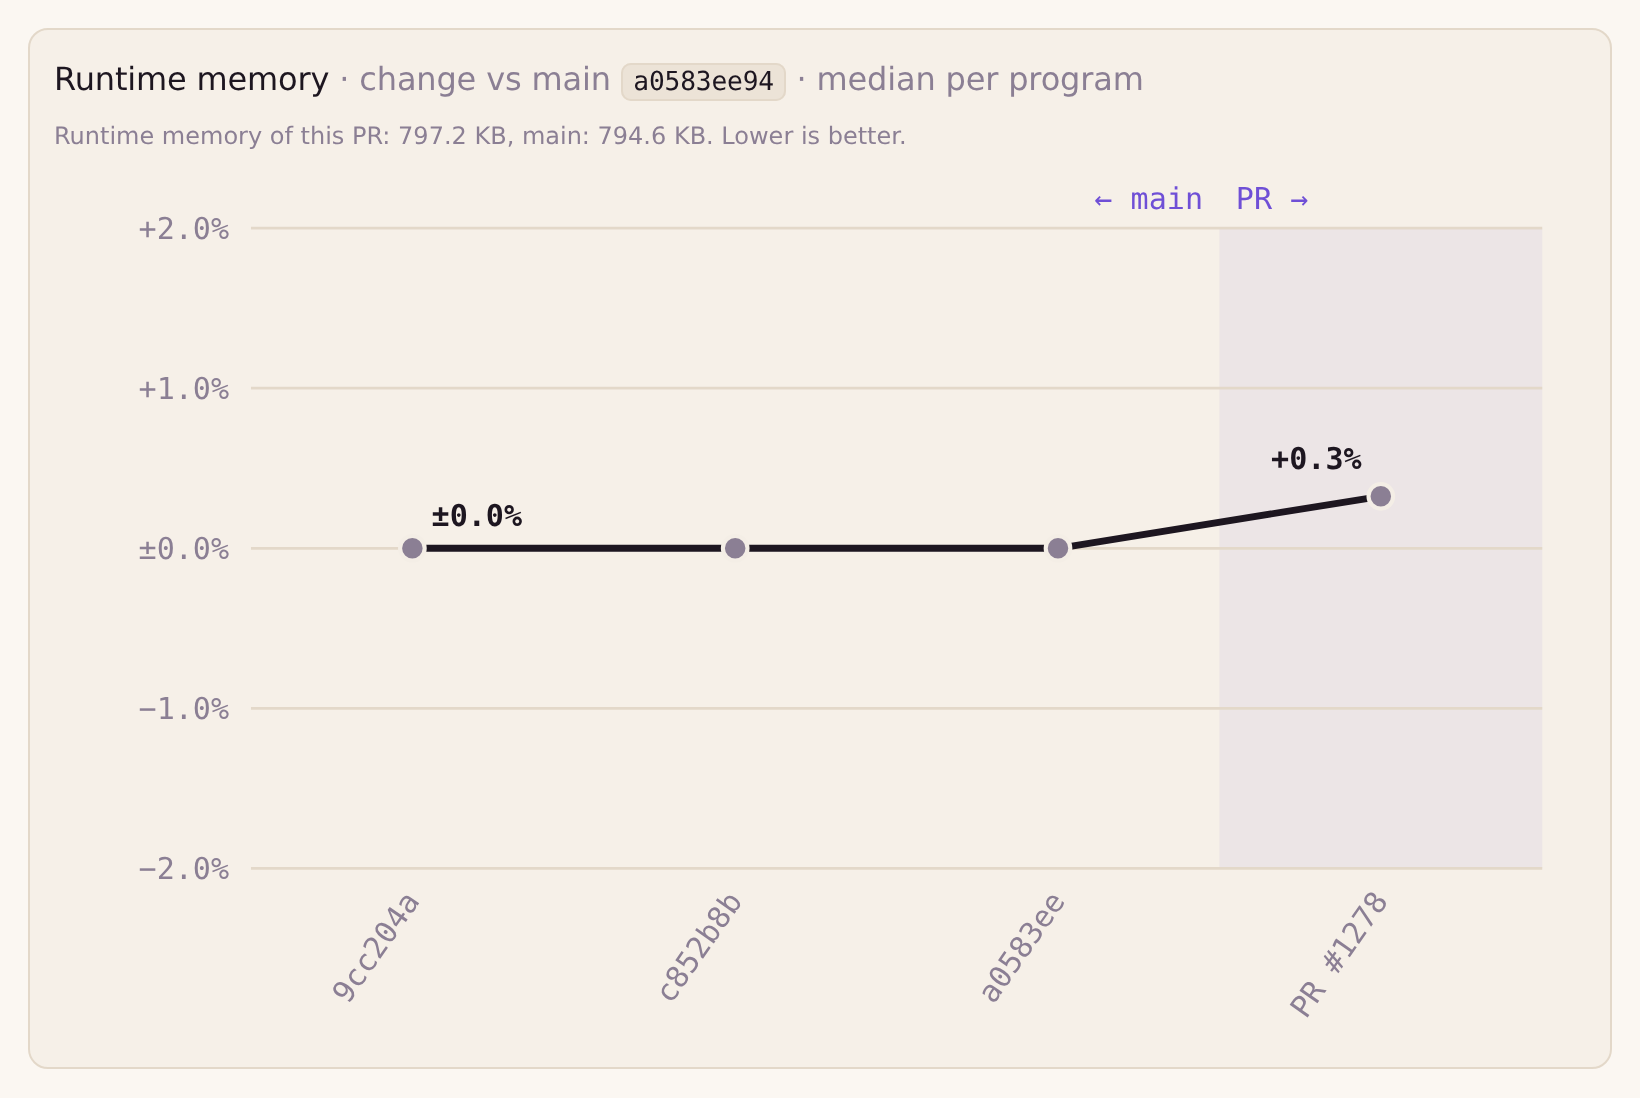 Runtime memory · change vs main a0583ee94 · median per program
Runtime memory of this PR: 797.2 KB, main: 794.6 KB. Lower is better.
← main PR →
+2.0%
+1.0%
+0.3%
±0.0%
±0.0%
−1.0%
−2.0%
9cc204a
c852b8b
a0583ee
PR #1278